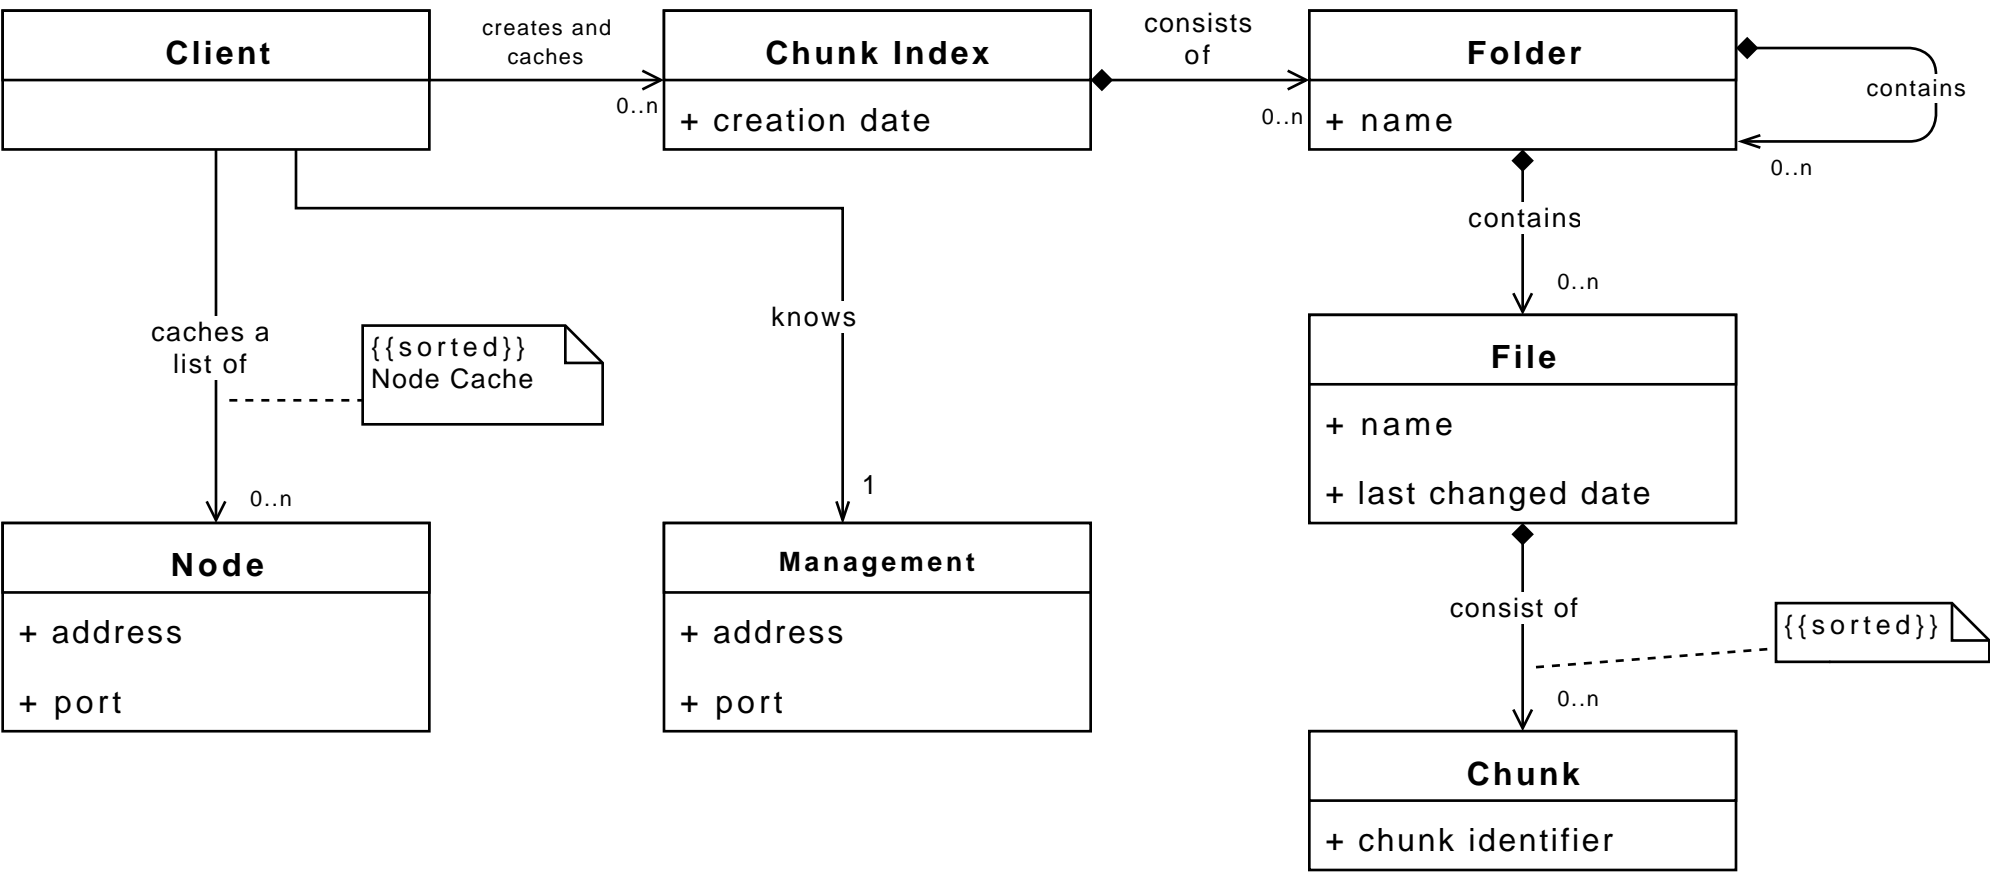 Client
creates and
caches
0..n
Chunk Index
+ creation date
consists
of
0..n
Folder
+ name
contains
0..n
contains
0..n
caches a
list of
{{sorted}}
Node Cache
0..n
knows
1
File
+ name
+ last changed date
Node
+ address
+ port
Management
+ address
+ port
consist of
{{sorted}}
0..n
Chunk
+ chunk identifier